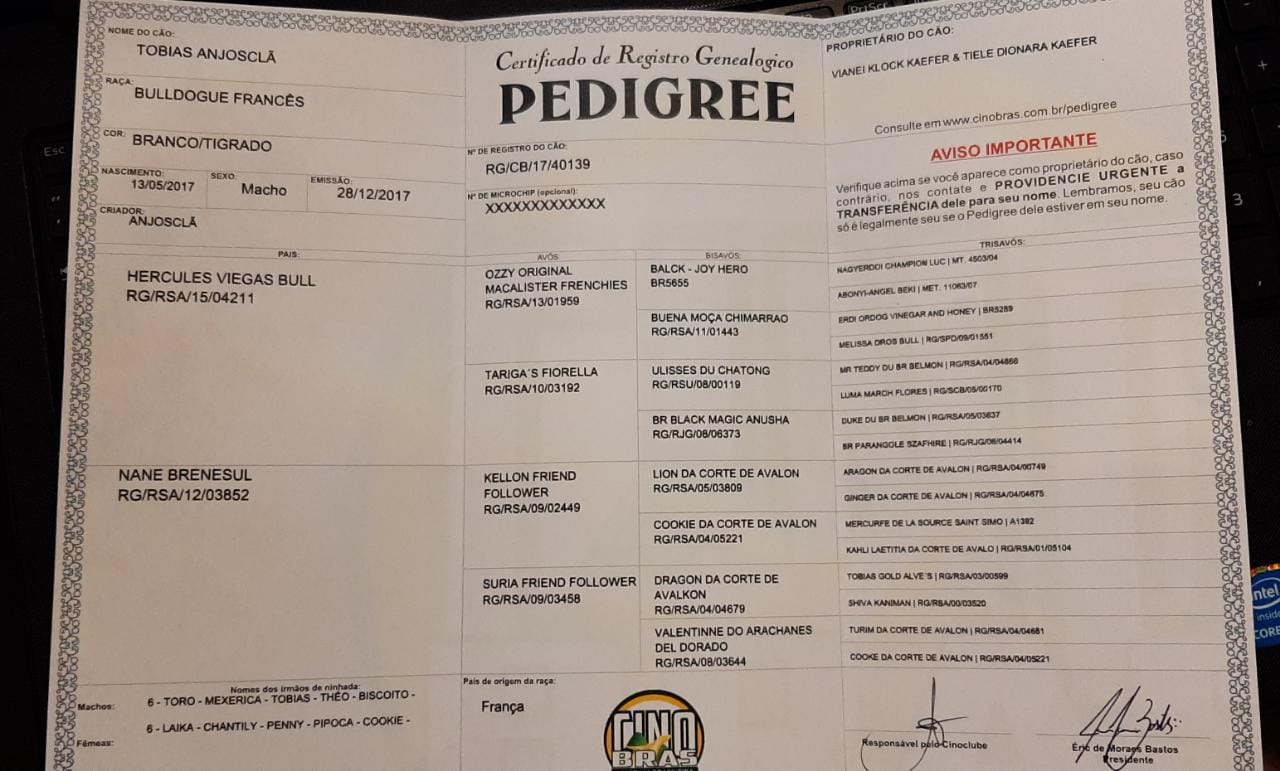 NOME DO CÃO:
TOBIAS ANJOSCLÃ
RAÇA:
BULLDOGUE FRANCÊS
COR:
BRANCO/TIGRADO
NASCIMENTO:
13/05/2017
SEXO:
Macho
EMISSÃO:
28/12/2017
CRIADOR:
ANJOSCLÃ
Certificado de Registro Genealogico
PEDIGREE
Nº DE REGISTRO DO CÃO:
RG/CB/17/40139
Nº DE MICROCHIP (opcional):
XXXXXXXXXXXXX
PROPRIETÁRIO DO CÃO:
VIANEI KLOCK KAEFER & TIELE DIONARA KAEFER
Consulte em www.cinobras.com.br/pedigree
AVISO IMPORTANTE
Verifique acima se você aparece como proprietário do cão, caso
contrário, nos contate e PROVIDENCIE URGENTE a
TRANSFERÊNCIA dele para seu nome. Lembramos, seu cão
só é legalmente seu se o Pedigree dele estiver em seu nome.
PAIS:
HERCULES VIEGAS BULL
RG/RSA/15/04211
NANE BRENESUL
RG/RSA/12/03852
AVÓS
OZZY ORIGINAL
MACALISTER FRENCHIES
RG/RSA/13/01959
TARIGA´S FIORELLA
RG/RSA/10/03192
KELLON FRIEND
FOLLOWER
RG/RSA/09/02449
SURIA FRIEND FOLLOWER
RG/RSA/09/03458
BISAVÓS:
BALCK - JOY HERO
BR5655
BUENA MOÇA CHIMARRAO
RG/RSA/11/01443
ULISSES DU CHATONG
RG/RSU/08/00119
BR BLACK MAGIC ANUSHA
RG/RJG/08/06373
LION DA CORTE DE AVALON
RG/RSA/05/03809
COOKIE DA CORTE DE AVALON
RG/RSA/04/05221
DRAGON DA CORTE DE
AVALKON
RG/RSA/04/04679
VALENTINNE DO ARACHANES
DEL DORADO
RG/RSA/08/03644
TRISAVÓS:
NAGYERDOI CHAMPION LUC | MT. 4503/04
ABONYI-ANGEL BEKI | MET. 11063/07
ERDI ORDOG VINEGAR AND HONEY | BR5289
MELISSA DROS BULL | RG/SPD/09/01551
MR TEDDY DU BR BELMON | RG/RSA/04/04866
LUMA MARCH FLORES | RG/SCB/05/00170
DUKE DU BR BELMON | RG/RSA/05/03637
BR PARANGOLE SZAFHIRE | RG/RJG/06/04414
ARAGON DA CORTE DE AVALON | RG/RSA/04/00749
GINGER DA CORTE DE AVALON | RG/RSA/04/04675
MERCURFE DE LA SOURCE SAINT SIMO | A1392
KAHLI LAETITIA DA CORTE DE AVALO | RG/RSA/01/05104
TOBIAS GOLD ALVE´S | RG/RSA/03/00599
SHIVA KANIMAN | RG/RSA/00/03520
TURIM DA CORTE DE AVALON | RG/RSA/04/04681
COOKE DA CORTE DE AVALON | RG/RSA/04/05221
Nomes dos irmãos de ninhada:
Machos:
6 - TORO - MEXERICA - TOBIAS - THÉO - BISCOITO -
6 - LAIKA - CHANTILY - PENNY - PIPOCA - COOKIE -
Fêmeas:
País de origem da raça:
França
CINO
BRAS
Responsável pelo Cinoclube
Éric de Moraes Bastos
Presidente
Esc
PrtScr
3
intel
inside
CORE